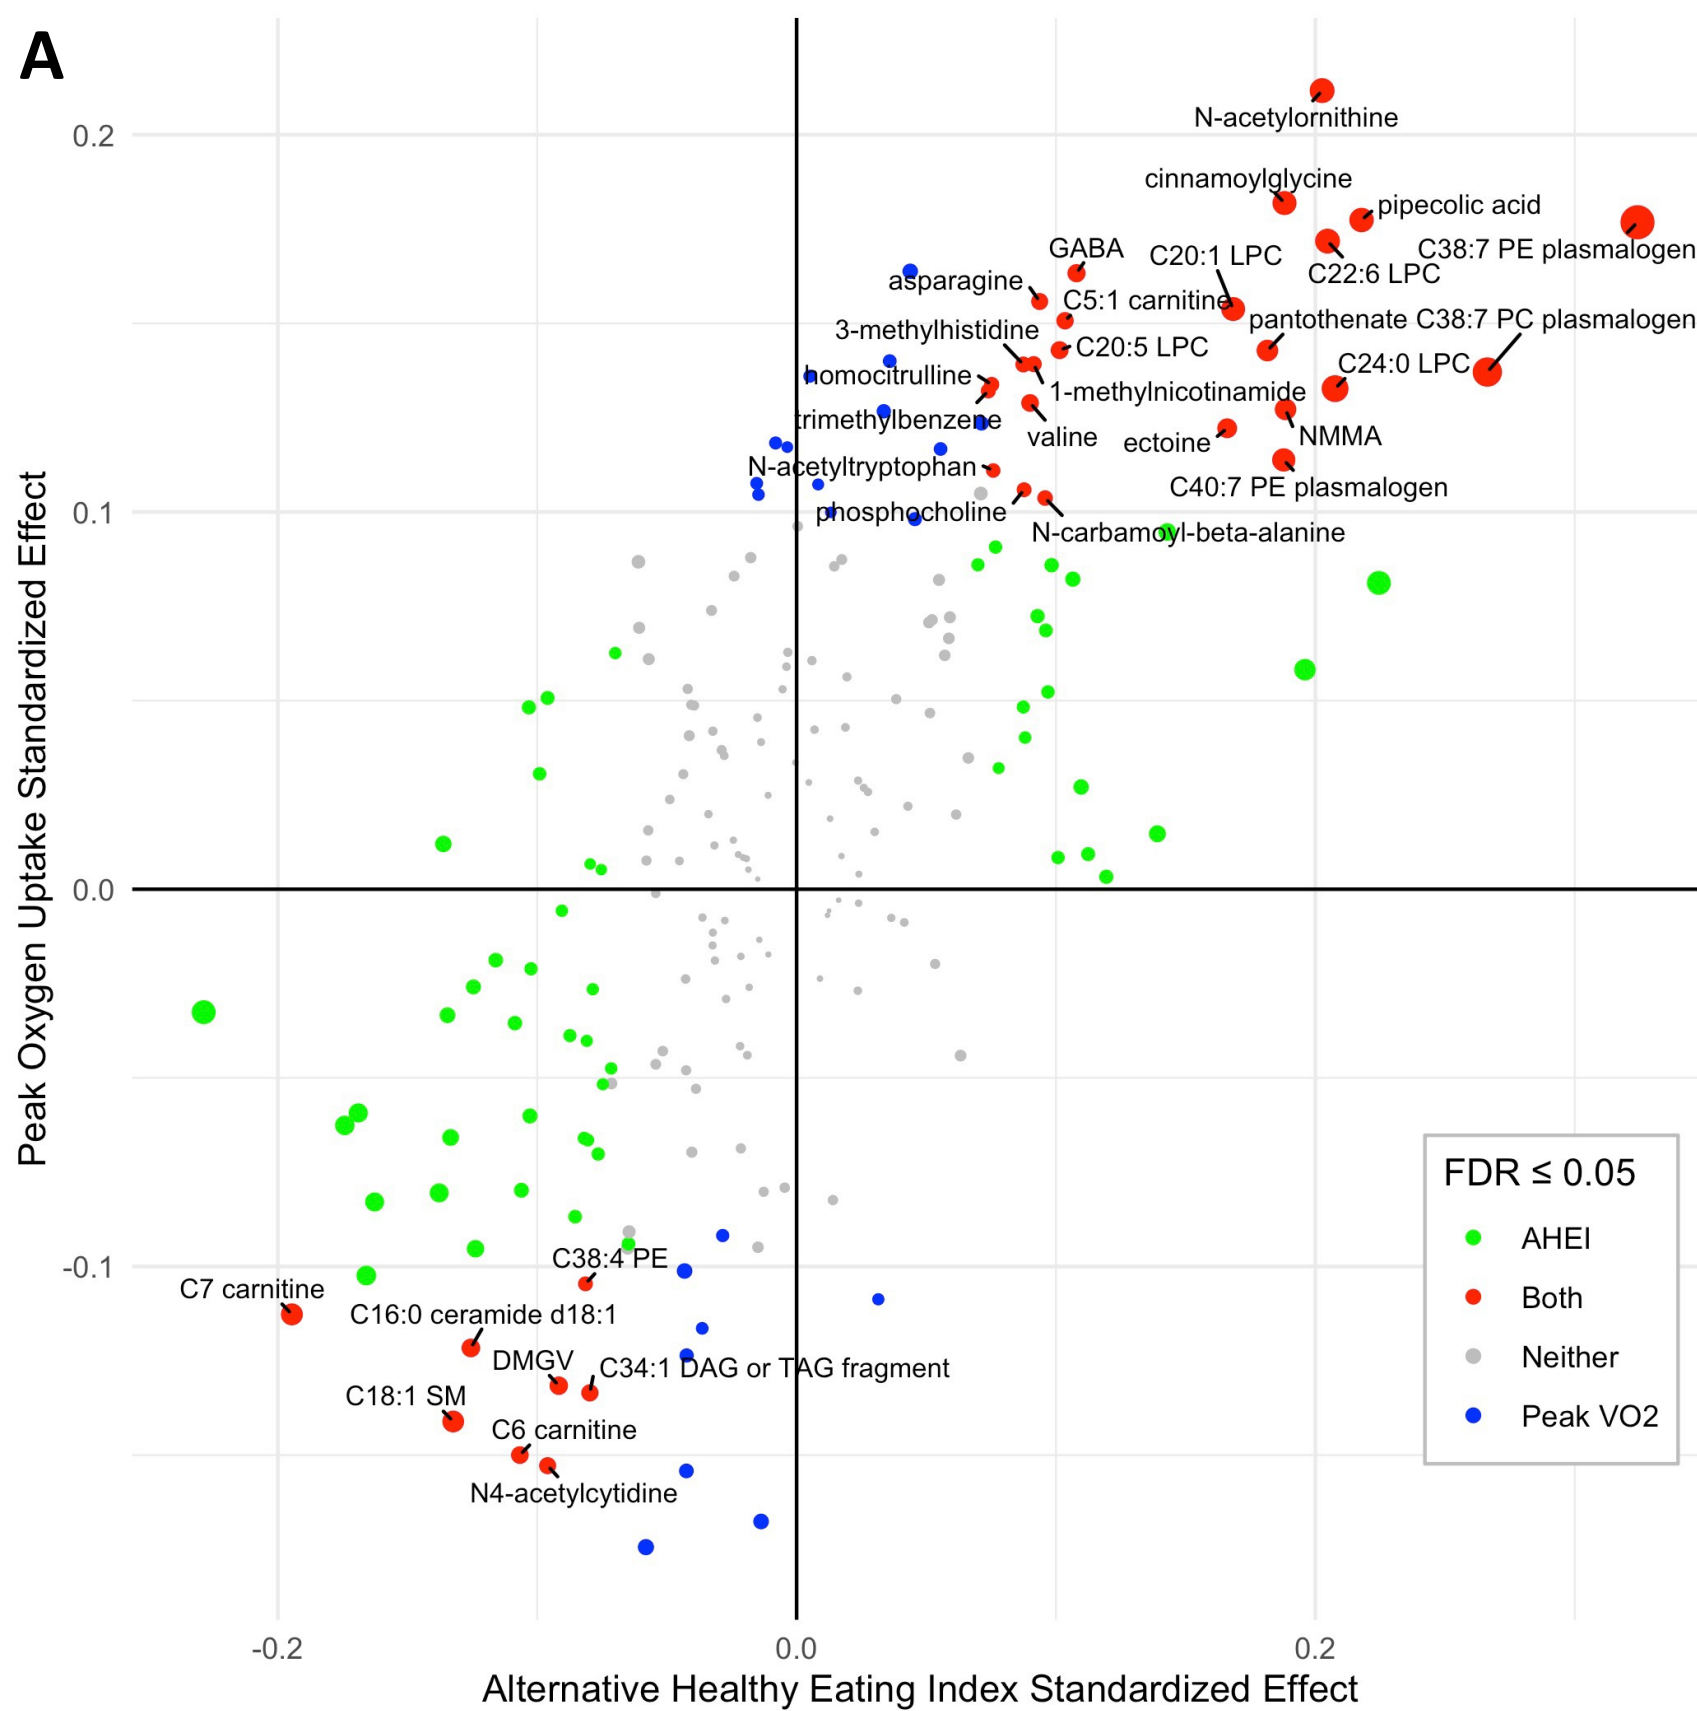 A
N-acetylornithine
0.2
cinnamoylglycine
pipecolic acid
GABA
C20:1 LPC
C38:7 PE plasmalogen
asparagine
C22:6 LPC
C5:1 carnitine
3-methylhistidine
pantothenate
C38:7 PC plasmalogen
C20:5 LPC
C24:0 LPC
homocitrulline
1-methylnicotinamide
trimethylbenzene
valine
ectoine
NMMA
N-acetyltryptophan
C40:7 PE plasmalogen
0.1
phosphocholine
N-carbamoyl-beta-alanine
Peak Oxygen Uptake Standardized Effect
0.0
FDR ≤ 0.05
AHEI
Both
Neither
Peak VO2
-0.1
C38:4 PE
C7 carnitine
C16:0 ceramide d18:1
DMGV
C34:1 DAG or TAG fragment
C18:1 SM
C6 carnitine
N4-acetylcytidine
-0.2
0.0
0.2
Alternative Healthy Eating Index Standardized Effect